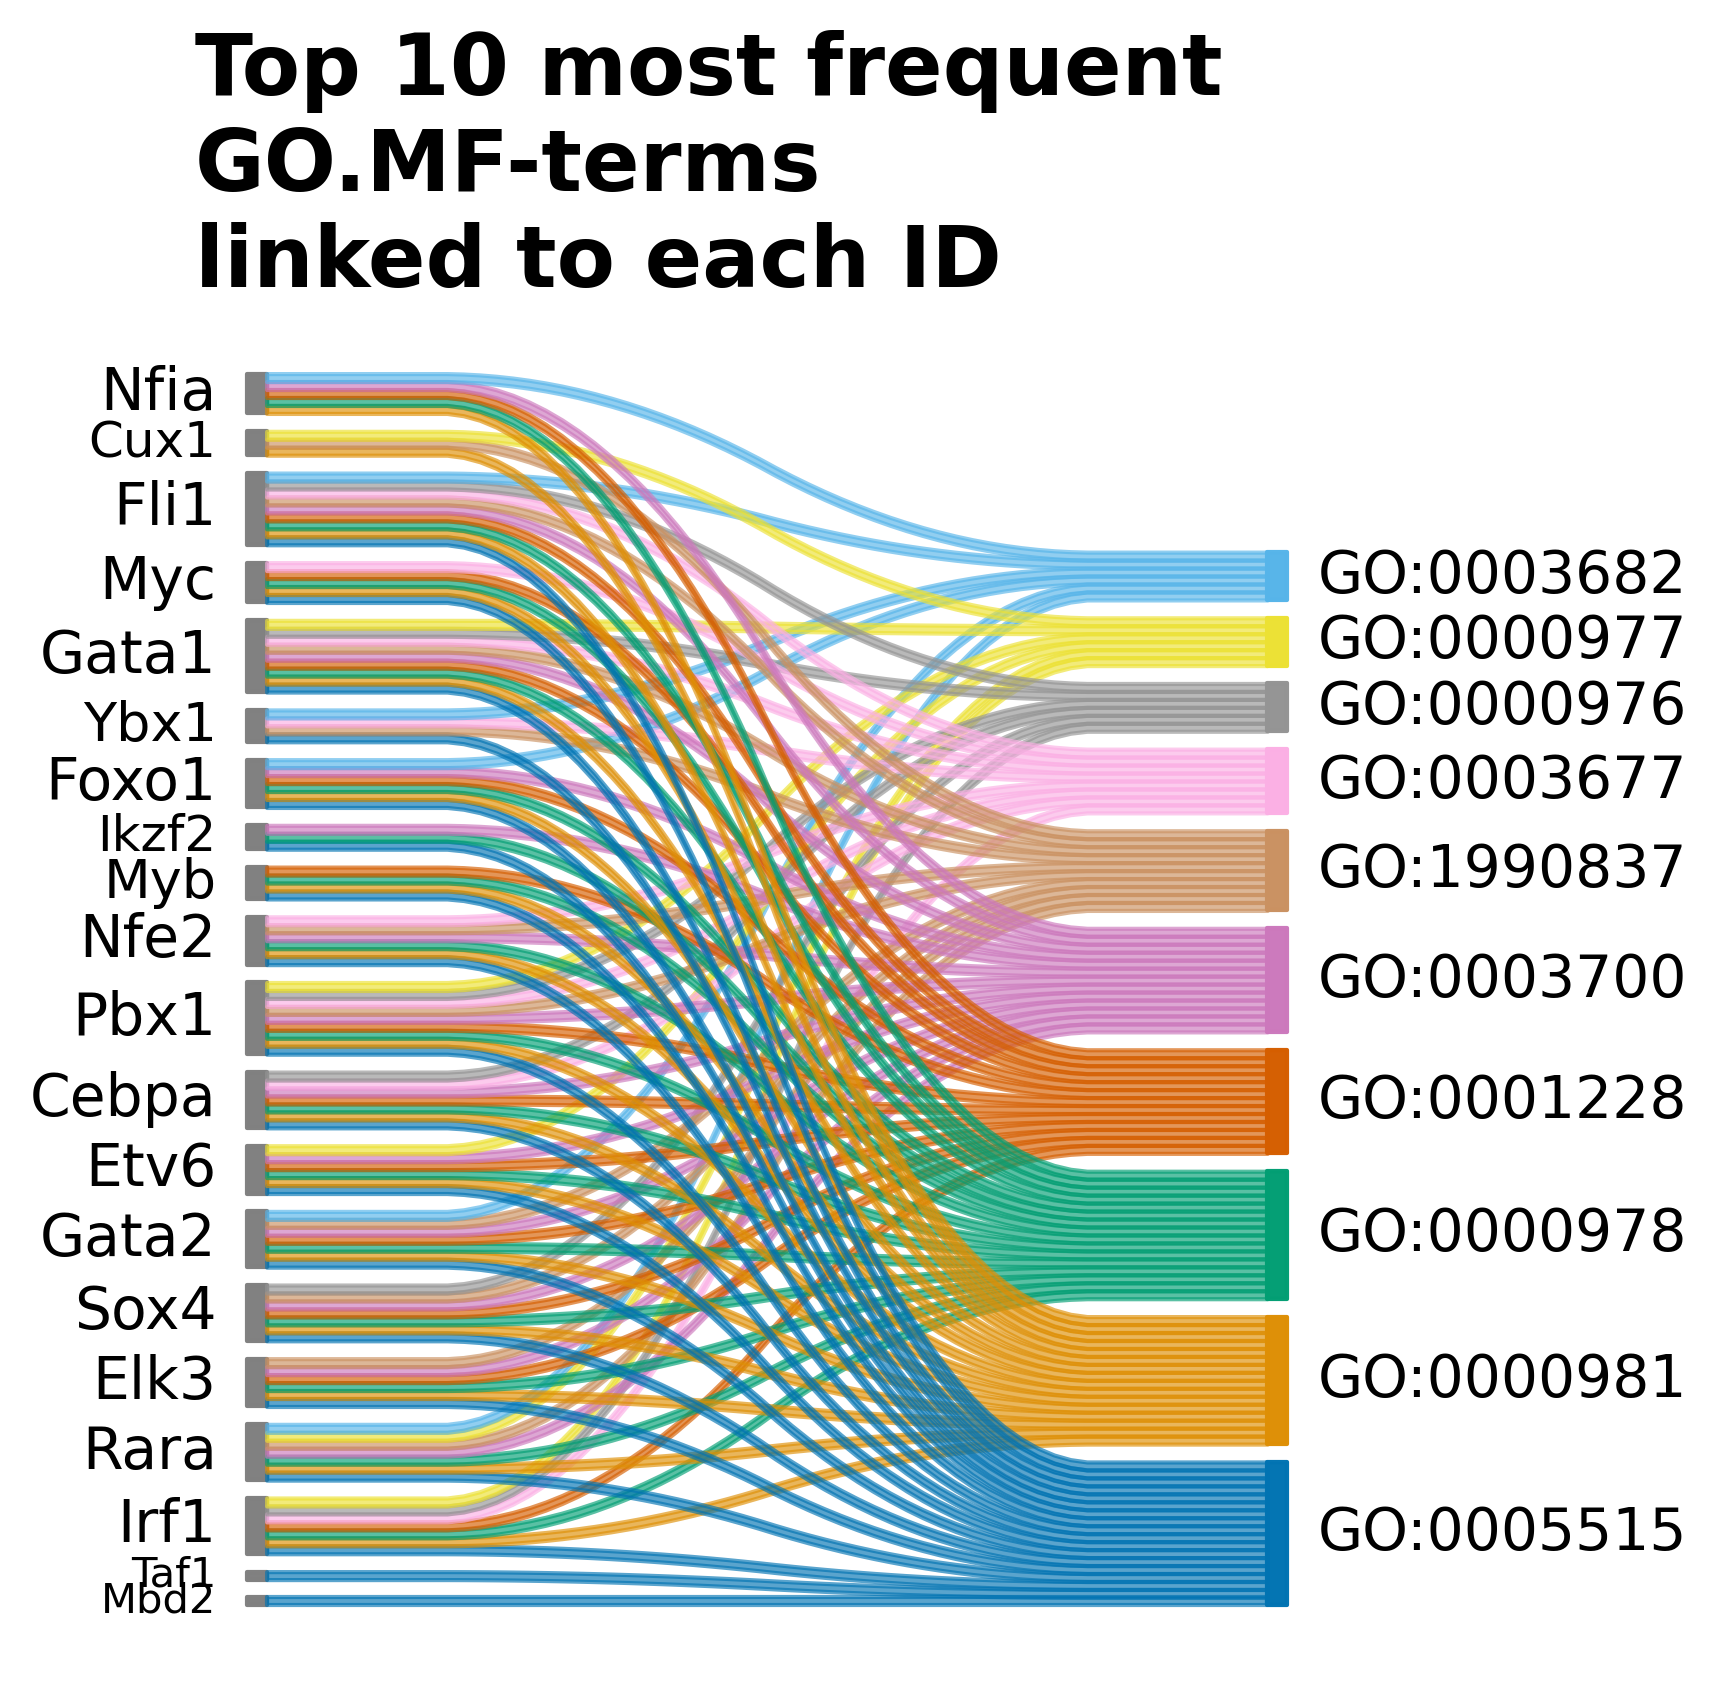 Top 10 most frequent
GO.MF-terms
linked to each ID
Nfia
Cux1
Fli1
Myc
Gata1
Ybx1
Foxo1
Ikzf2
Myb
Nfe2
Pbx1
Cebpa
Etv6
Gata2
Sox4
Elk3
Rara
Irf1
Taf1
Mbd2
GO:0003682
GO:0000977
GO:0000976
GO:0003677
GO:1990837
GO:0003700
GO:0001228
GO:0000978
GO:0000981
GO:0005515